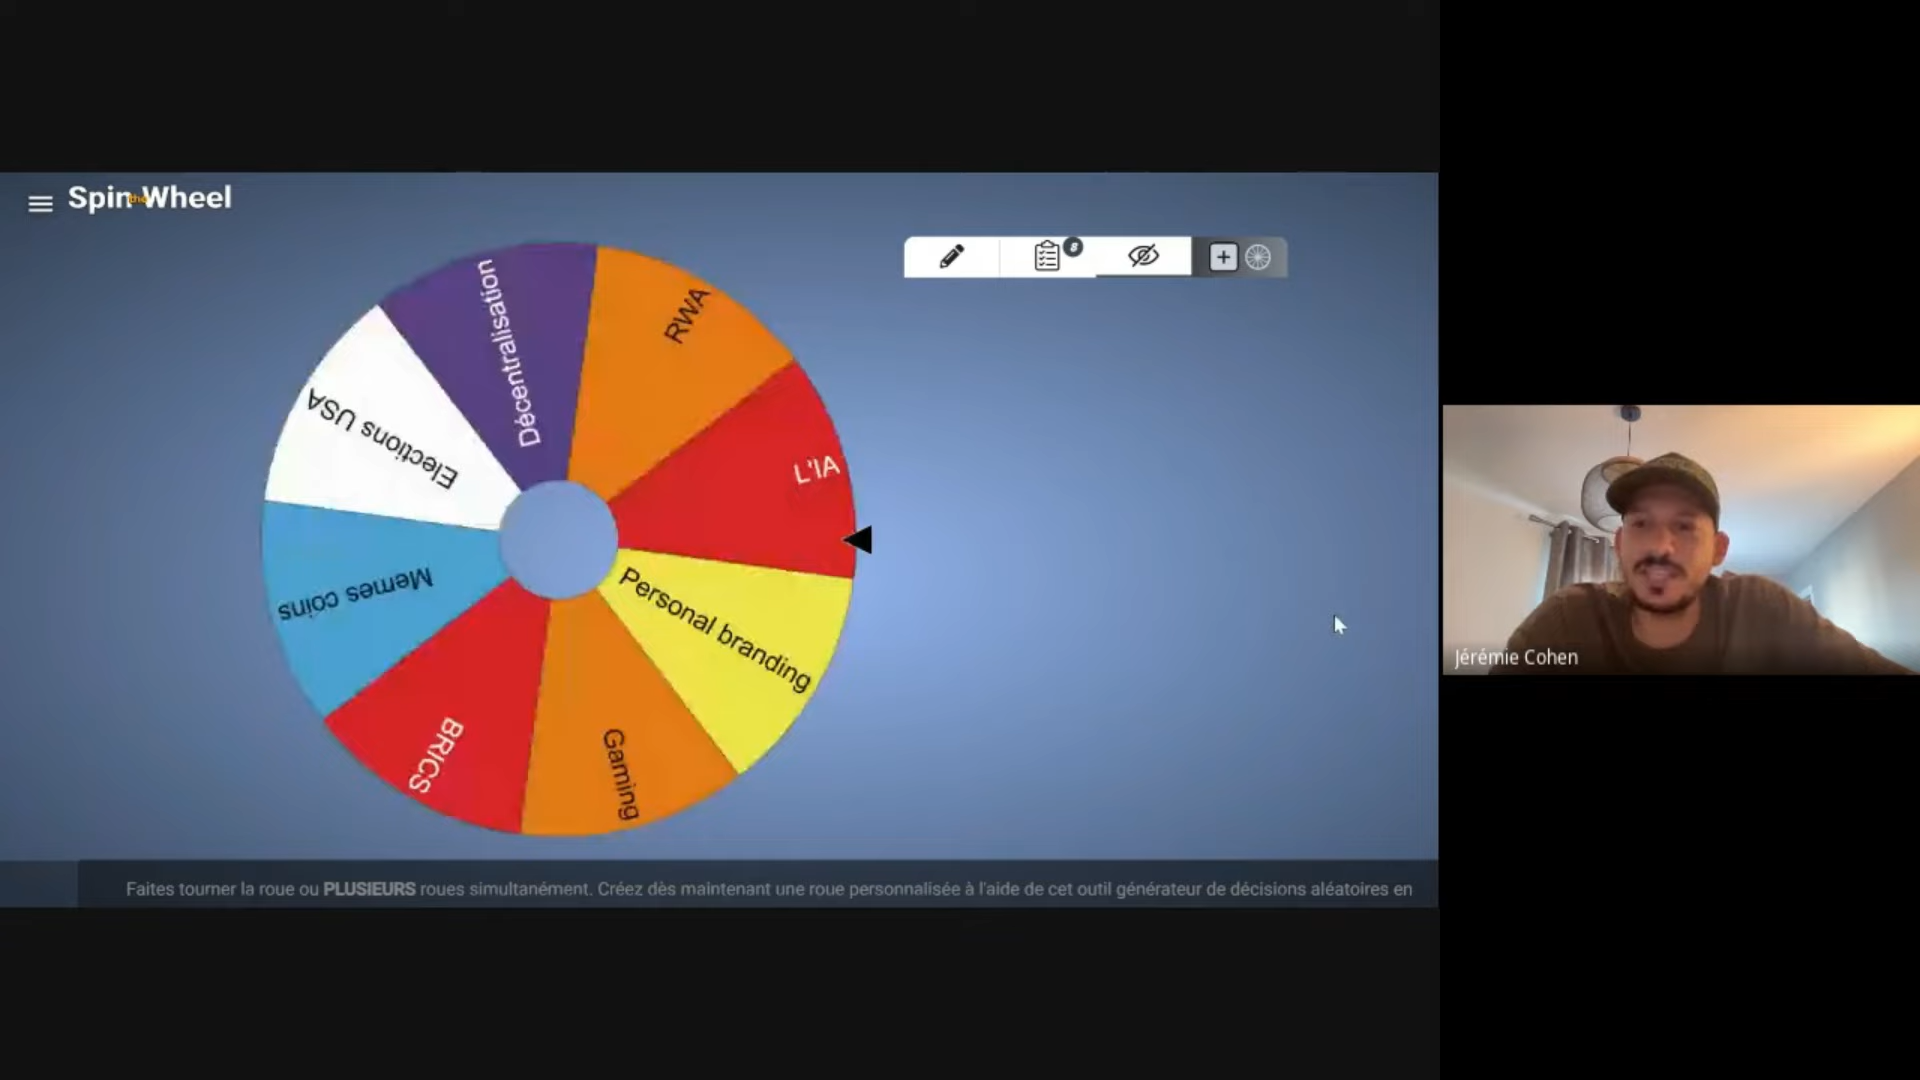 Spin the Wheel
8
Décentralisation
RWA
L'IA
Personal branding
Gaming
BRICS
Memes coins
Elections USA
Jérémie Cohen
Faites tourner la roue ou PLUSIEURS roues simultanément. Créez dès maintenant une roue personnalisée à l'aide de cet outil générateur de décisions aléatoires en